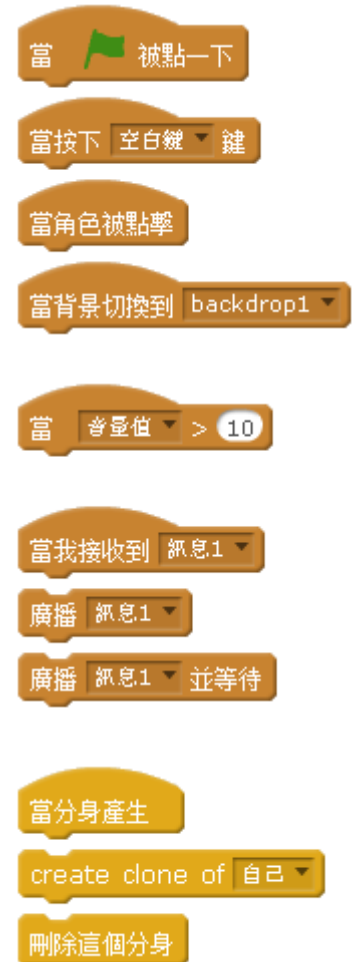 當 被點一下
當按下 空白鍵 鍵
當角色被點擊
當背景切換到 backdrop1
當 音量值 > 10
當我接收到 訊息1
廣播 訊息1
廣播 訊息1 並等待
當分身產生
create clone of 自己
刪除這個分身